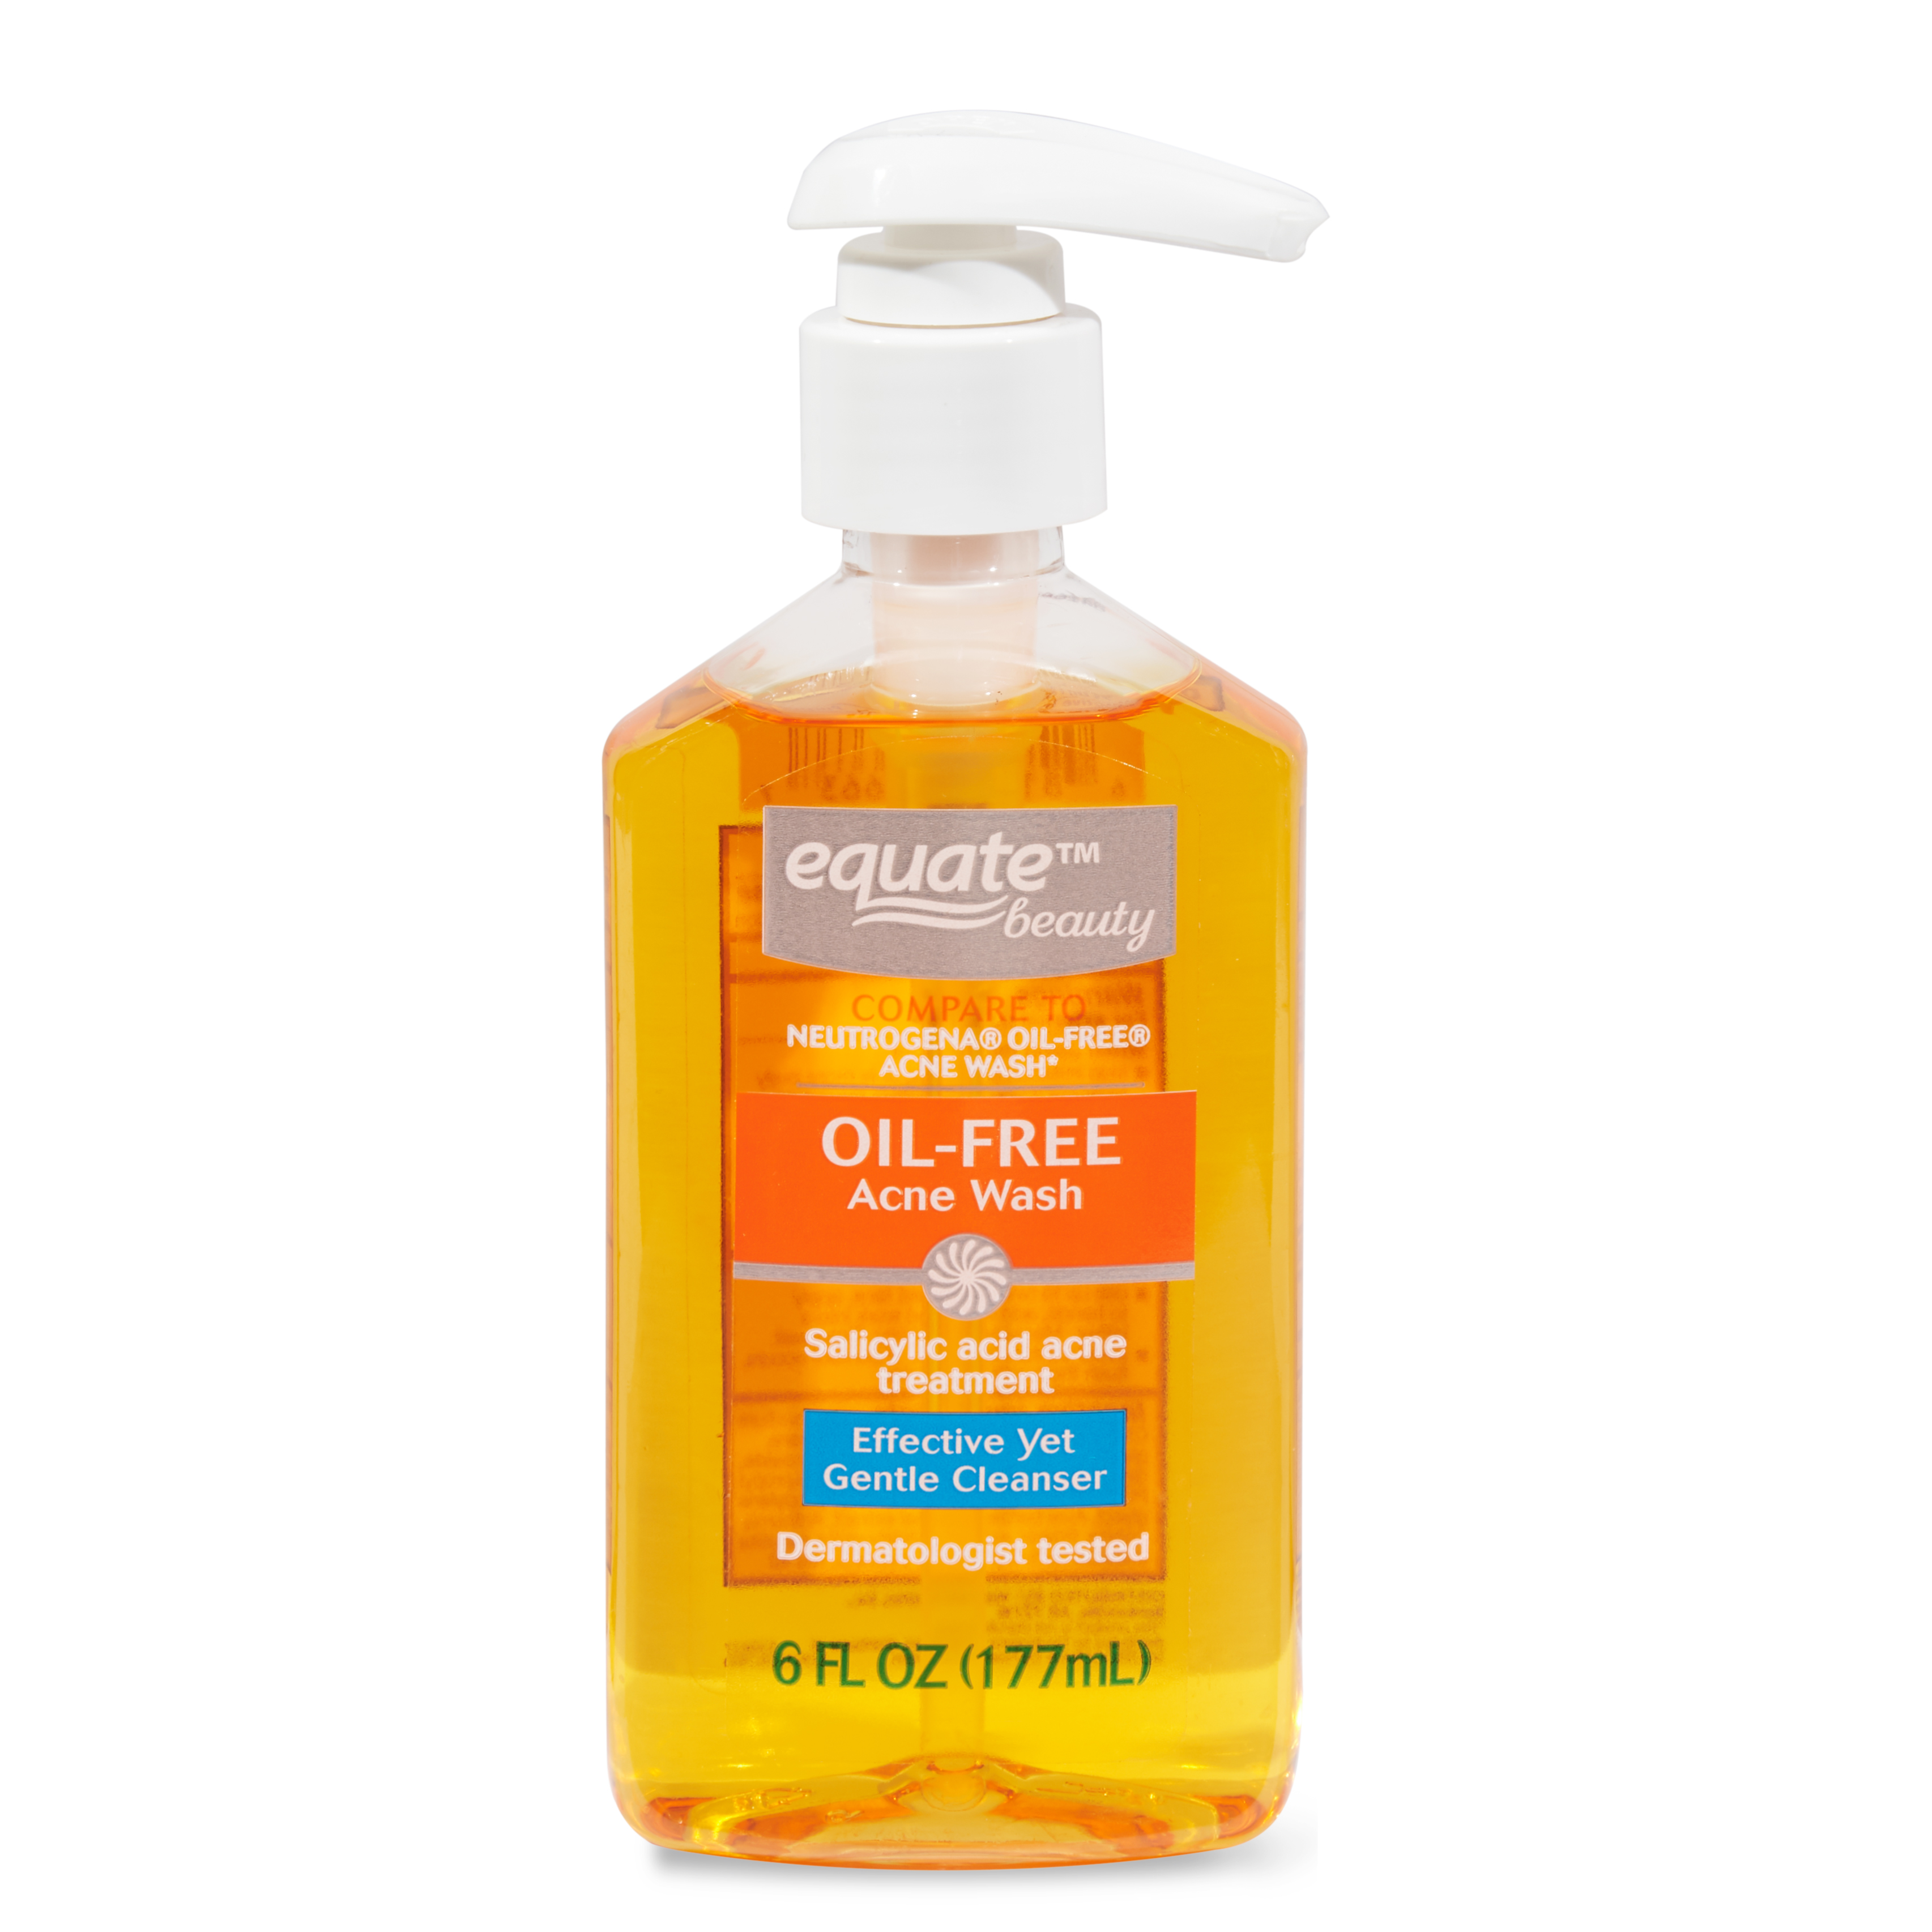 equate™
beauty
COMPARE TO
NEUTROGENA® OIL-FREE®
ACNE WASH*
OIL-FREE
Acne Wash
Salicylic acid acne
treatment
Effective Yet
Gentle Cleanser
Dermatologist tested
6 FL OZ (177mL)